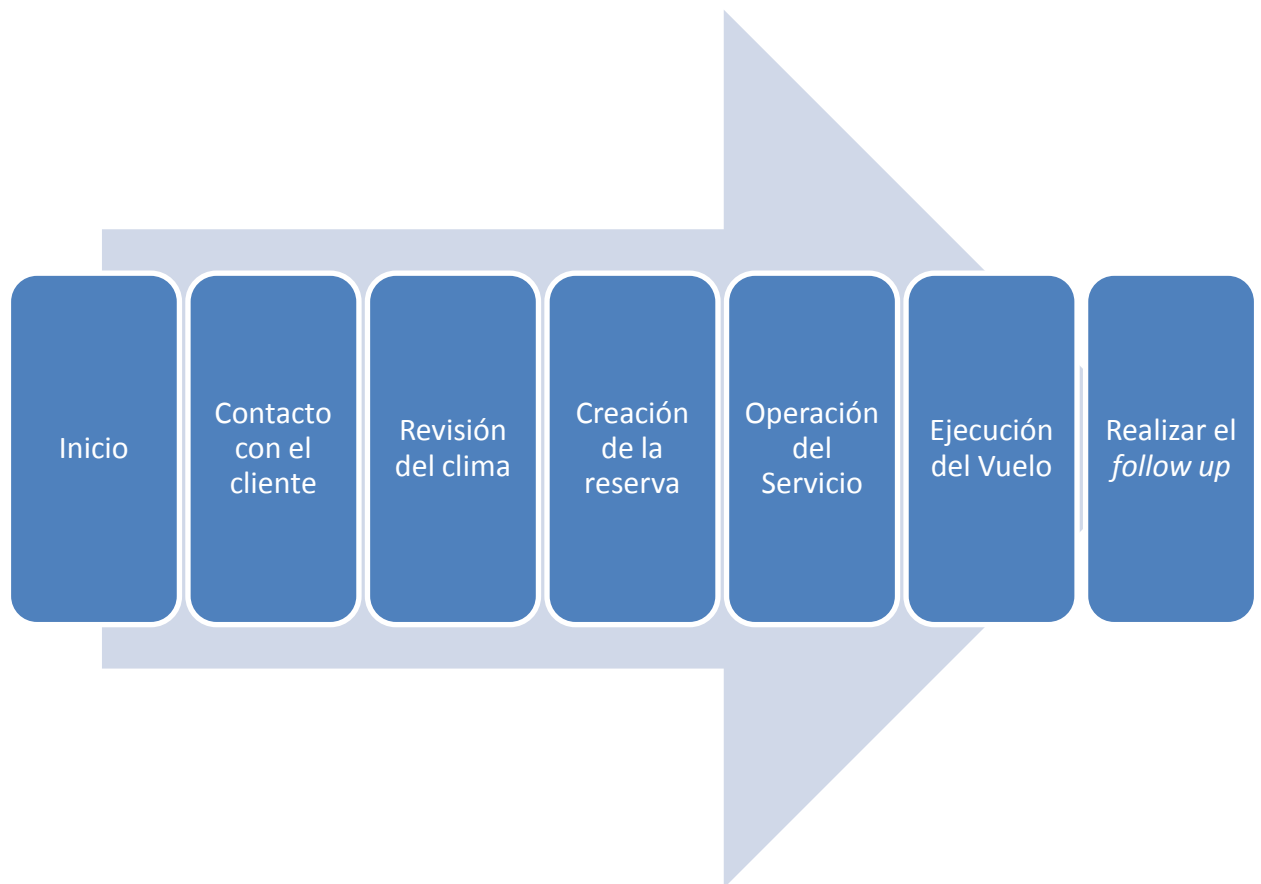 Inicio
Contacto
con el
cliente
Revisión
del clima
Creación
de la
reserva
Operación
del
Servicio
Ejecución
del Vuelo
Realizar el
follow up